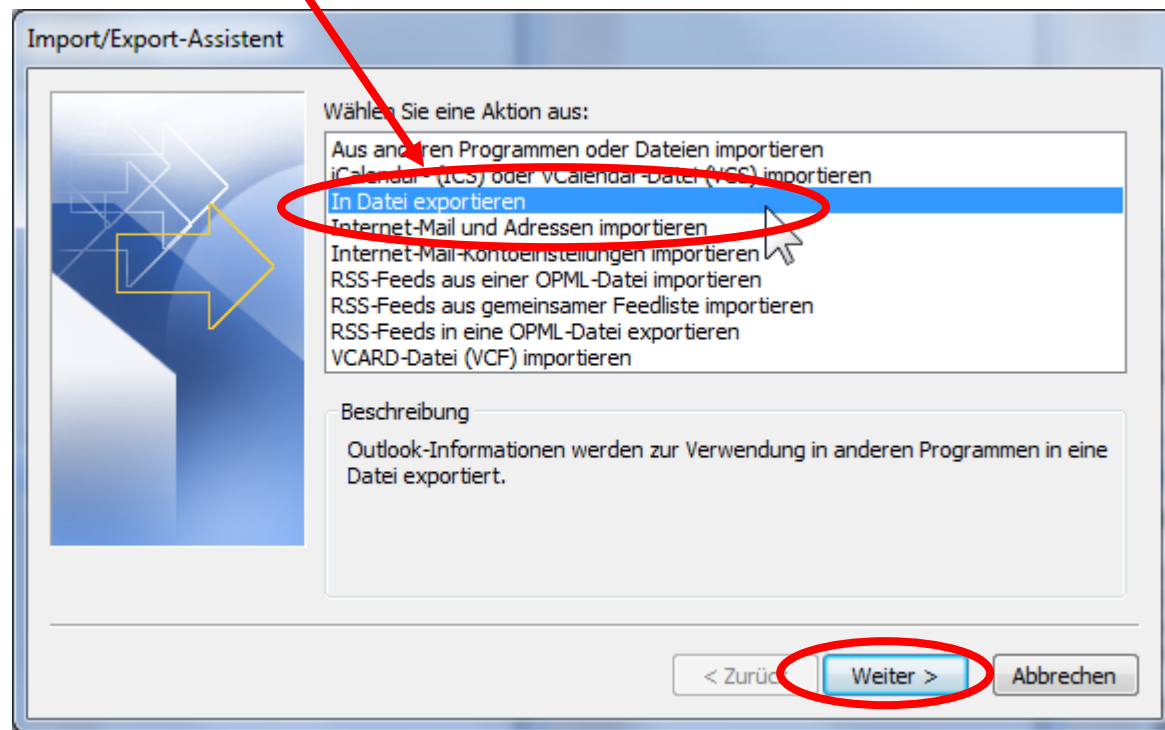 Import/Export-Assistent
Wählen Sie eine Aktion aus:
Aus anderen Programmen oder Dateien importieren
iCalendar- (ICS) oder vCalendar-Datei (VCS) importieren
In Datei exportieren
Internet-Mail und Adressen importieren
Internet-Mail-Kontoeinstellungen importieren
RSS-Feeds aus einer OPML-Datei importieren
RSS-Feeds aus gemeinsamer Feedliste importieren
RSS-Feeds in eine OPML-Datei exportieren
VCARD-Datei (VCF) importieren
Beschreibung
Outlook-Informationen werden zur Verwendung in anderen Programmen in eine
Datei exportiert.
< Zurück Weiter > Abbrechen